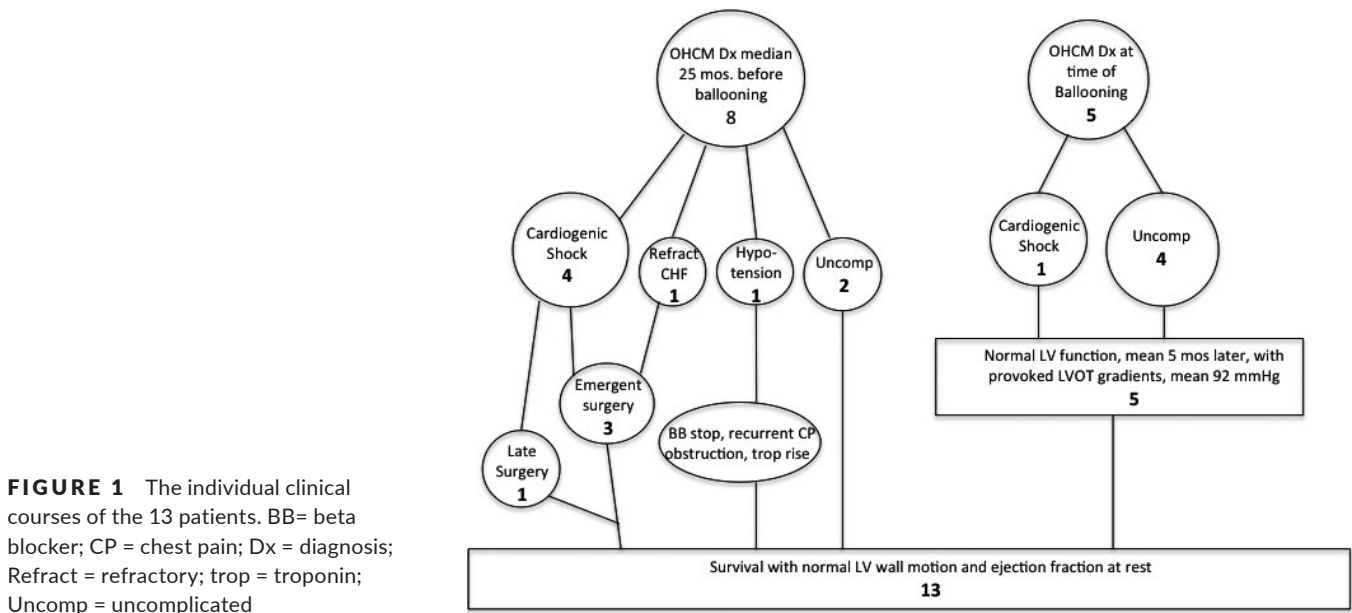 OHCM Dx median
25 mos. before
ballooning
8
OHCM Dx at
time of
Ballooning
5
Cardiogenic
Shock
4
Refract
CHF
1
Hypo-
tension
1
Uncomp
2
Cardiogenic
Shock
1
Uncomp
4
Normal LV function, mean 5 mos later, with
provoked LVOT gradients, mean 92 mmHg
5
Emergent
surgery
3
Late
Surgery
1
BB stop, recurrent CP
obstruction, trop rise
Survival with normal LV wall motion and ejection fraction at rest
13
FIGURE 1 The individual clinical
courses of the 13 patients. BB= beta
blocker; CP = chest pain; Dx = diagnosis;
Refract = refractory; trop = troponin;
Uncomp = uncomplicated